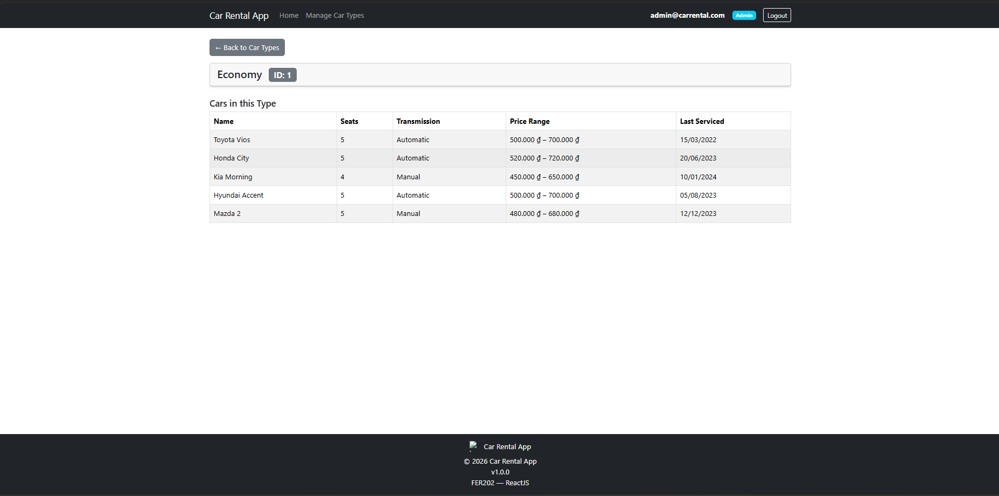 Car Rental App Home Manage Car Types admin@carrental.com Admin Logout
← Back to Car Types
Economy ID: 1
Cars in this Type
Name Seats Transmission Price Range Last Serviced
Toyota Vios 5 Automatic 500.000 ₫ – 700.000 ₫ 15/03/2022
Honda City 5 Automatic 520.000 ₫ – 720.000 ₫ 20/06/2023
Kia Morning 4 Manual 450.000 ₫ – 650.000 ₫ 10/01/2024
Hyundai Accent 5 Automatic 500.000 ₫ – 700.000 ₫ 05/08/2023
Mazda 2 5 Manual 480.000 ₫ – 680.000 ₫ 12/12/2023
Car Rental App
© 2026 Car Rental App
v1.0.0
FER202 — ReactJS